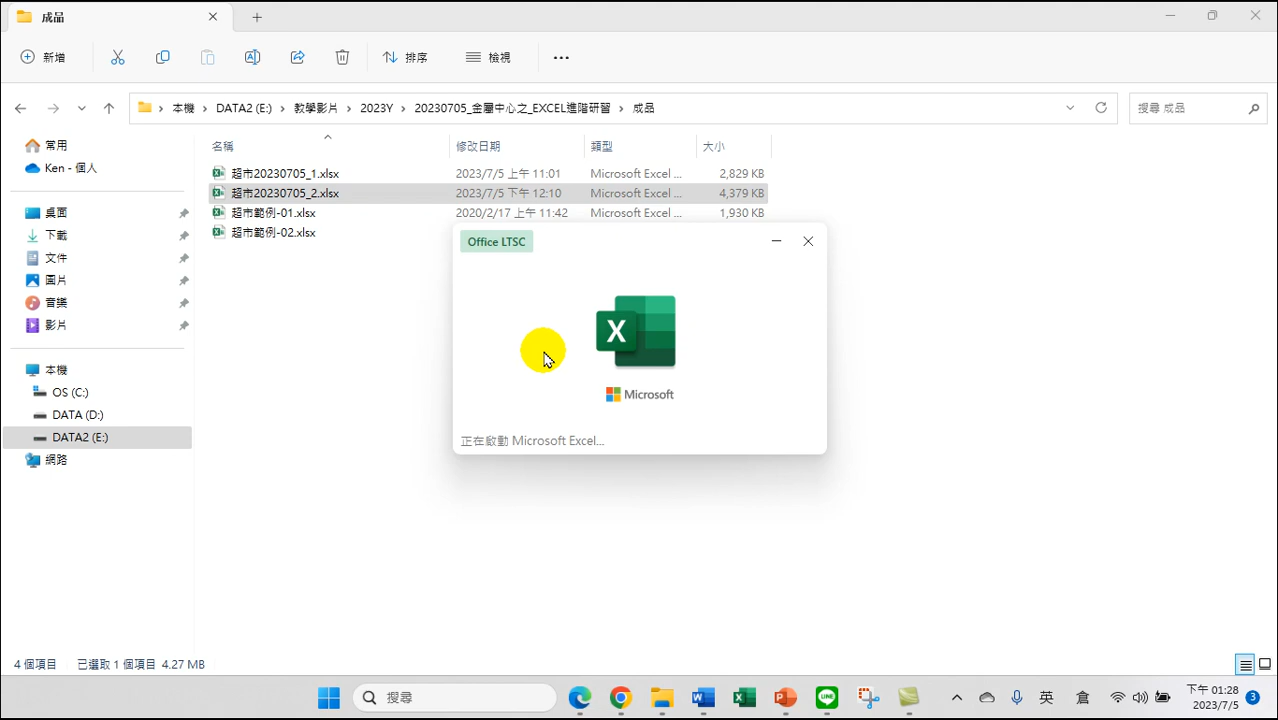 成品
新增
排序
檢視
本機 › DATA2 (E:) › 教學影片 › 2023Y › 20230705_金屬中心之_EXCEL進階研習 › 成品
搜尋 成品
常用
Ken - 個人
桌面
下載
文件
圖片
音樂
影片
本機
OS (C:)
DATA (D:)
DATA2 (E:)
網路
名稱 修改日期 類型 大小
超市20230705_1.xlsx 2023/7/5 上午 11:01 Microsoft Excel ... 2,829 KB
超市20230705_2.xlsx 2023/7/5 下午 12:10 Microsoft Excel ... 4,379 KB
超市範例-01.xlsx 2020/2/17 上午 11:42 Microsoft Excel ... 1,930 KB
超市範例-02.xlsx
Office LTSC
X
Microsoft
正在啟動 Microsoft Excel...
4 個項目 已選取 1 個項目 4.27 MB
搜尋
英
倉
下午 01:28
2023/7/5
3